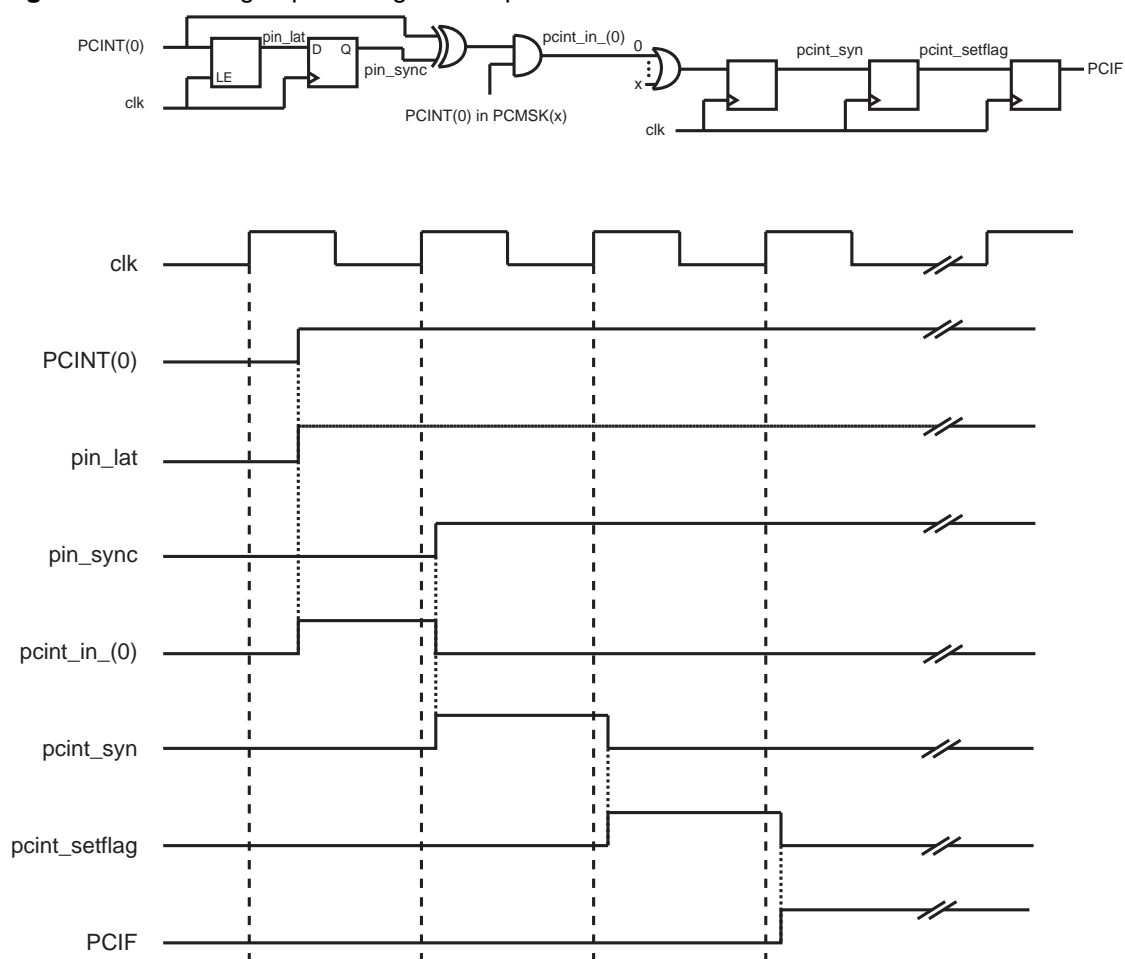 PCINT(0)
pin_lat
D Q
LE
clk
pin_sync
pcint_in_(0)
PCINT(0) in PCMSK(x)
0
x
pcint_syn
pcint_setflag
PCIF
clk
clk
PCINT(0)
pin_lat
pin_sync
pcint_in_(0)
pcint_syn
pcint_setflag
PCIF